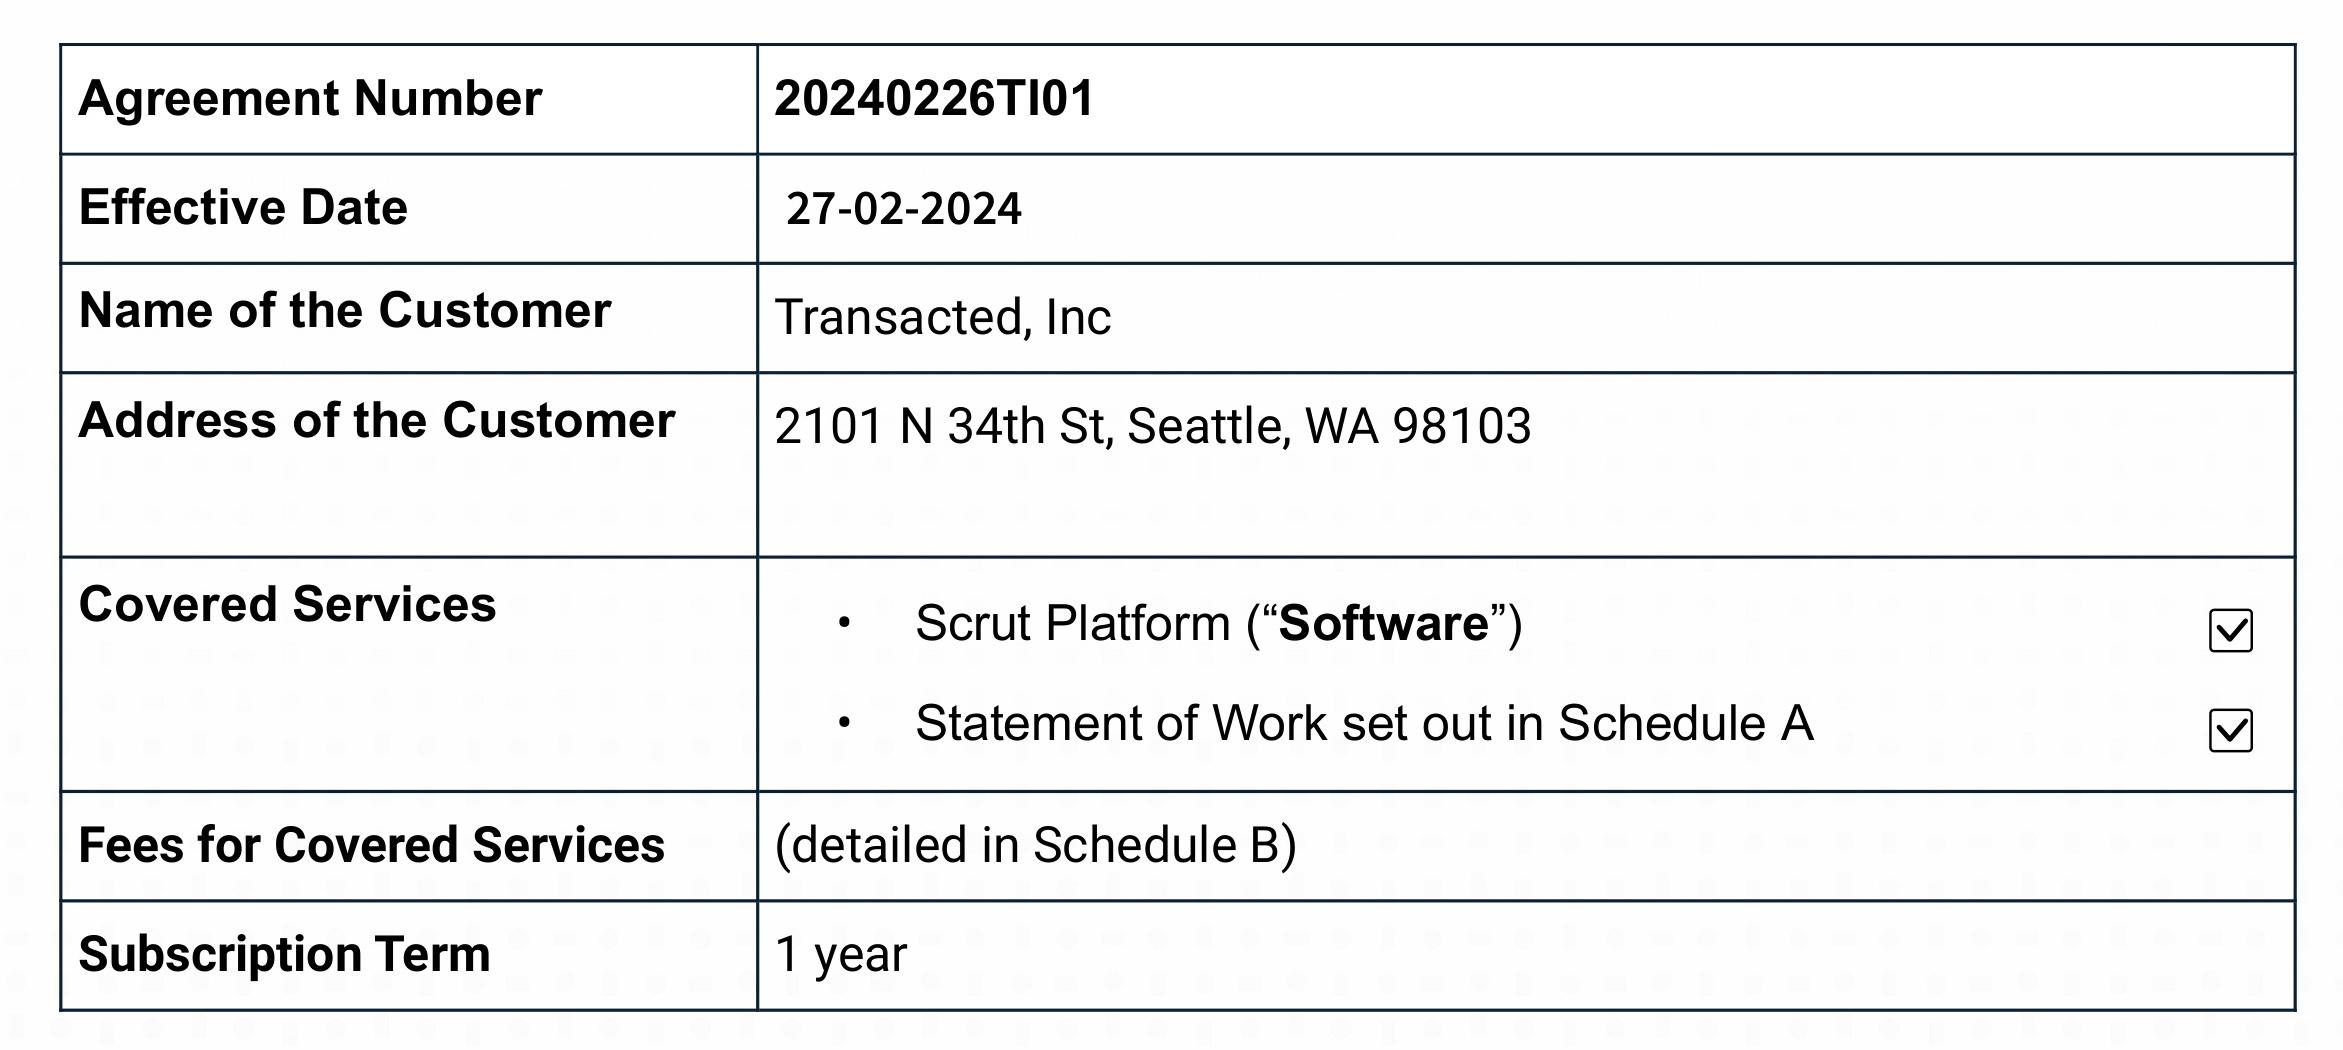 Agreement Number 20240226TI01
Effective Date 27-02-2024
Name of the Customer Transacted, Inc
Address of the Customer 2101 N 34th St, Seattle, WA 98103
Covered Services
• Scrut Platform (“Software”) ☑
• Statement of Work set out in Schedule A ☑
Fees for Covered Services (detailed in Schedule B)
Subscription Term 1 year